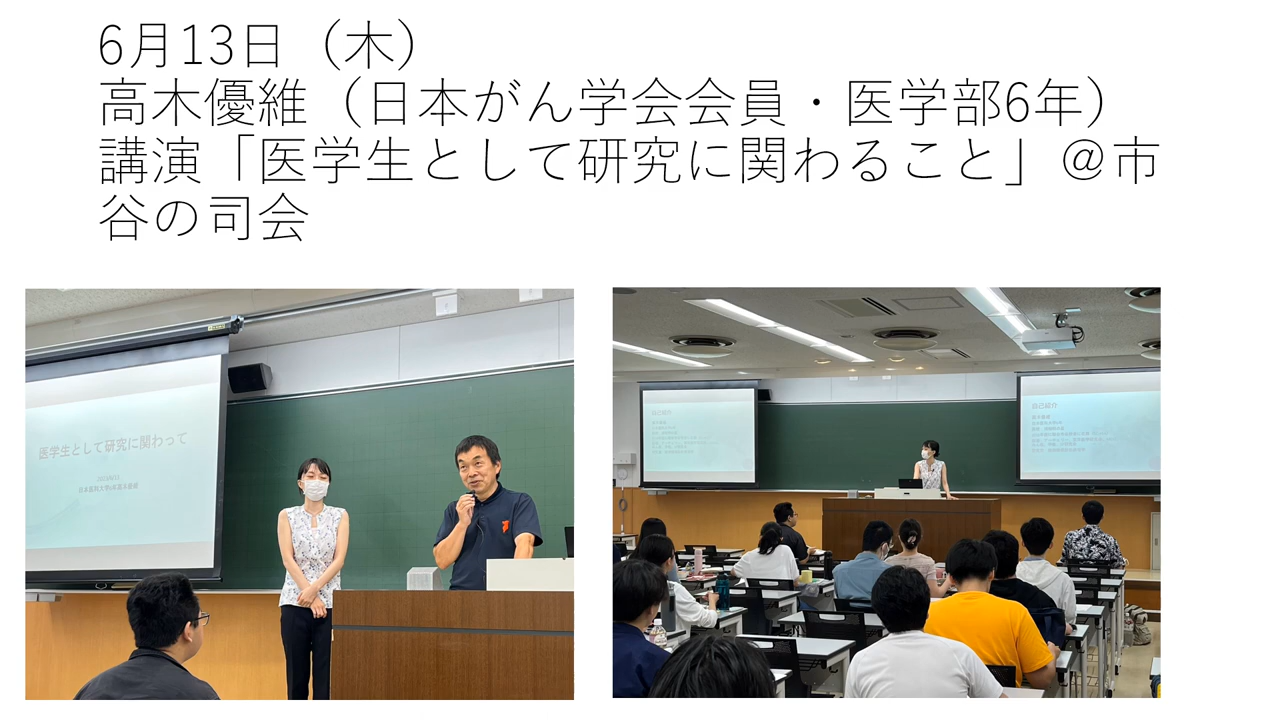 6月13日（木）
高木優維（日本がん学会会員・医学部6年）
講演「医学生として研究に関わること」＠市
谷の司会
医学生として研究に関わって
自己紹介
自己紹介